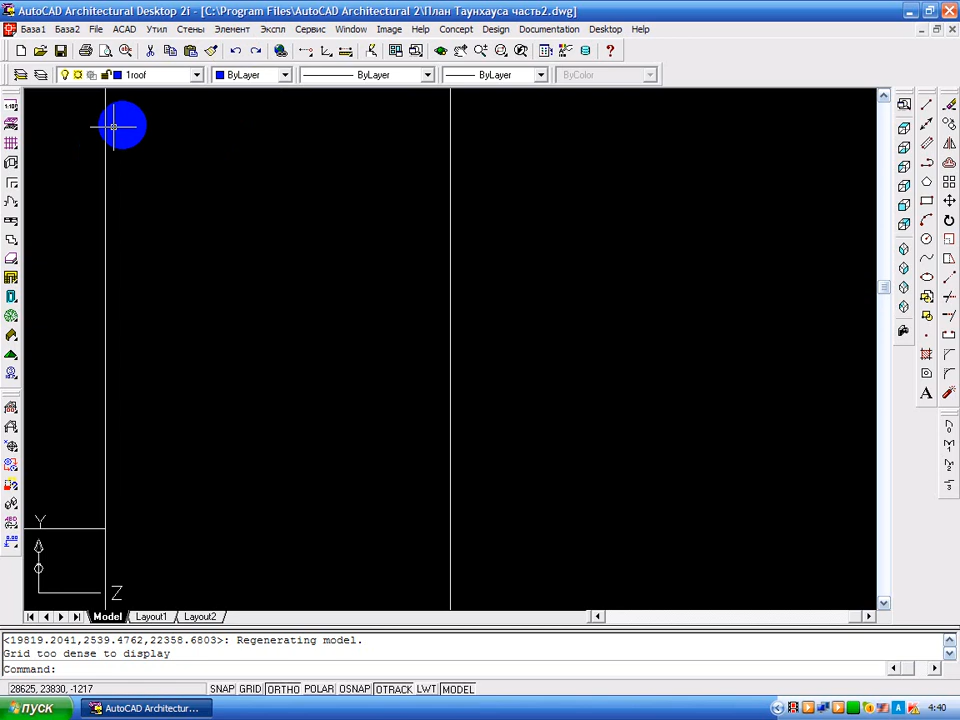 AutoCAD Architectural Desktop 2i - [C:\Program Files\AutoCAD Architectural 2\План Таунхауса часть2.dwg]
База1 База2 File ACAD Утил Стены Элемент Экспл Сервис Window Image Help Concept Design Documentation Desktop Help
1roof ByLayer ByLayer ByLayer ByColor
Y
Z
Model Layout1 Layout2
<19819.2041,2539.4762,22358.6803>: Regenerating model.
Grid too dense to display
Command:
28625, 23830, -1217 SNAP GRID ORTHO POLAR OSNAP OTRACK LWT MODEL
пуск AutoCAD Architectur... 4:40